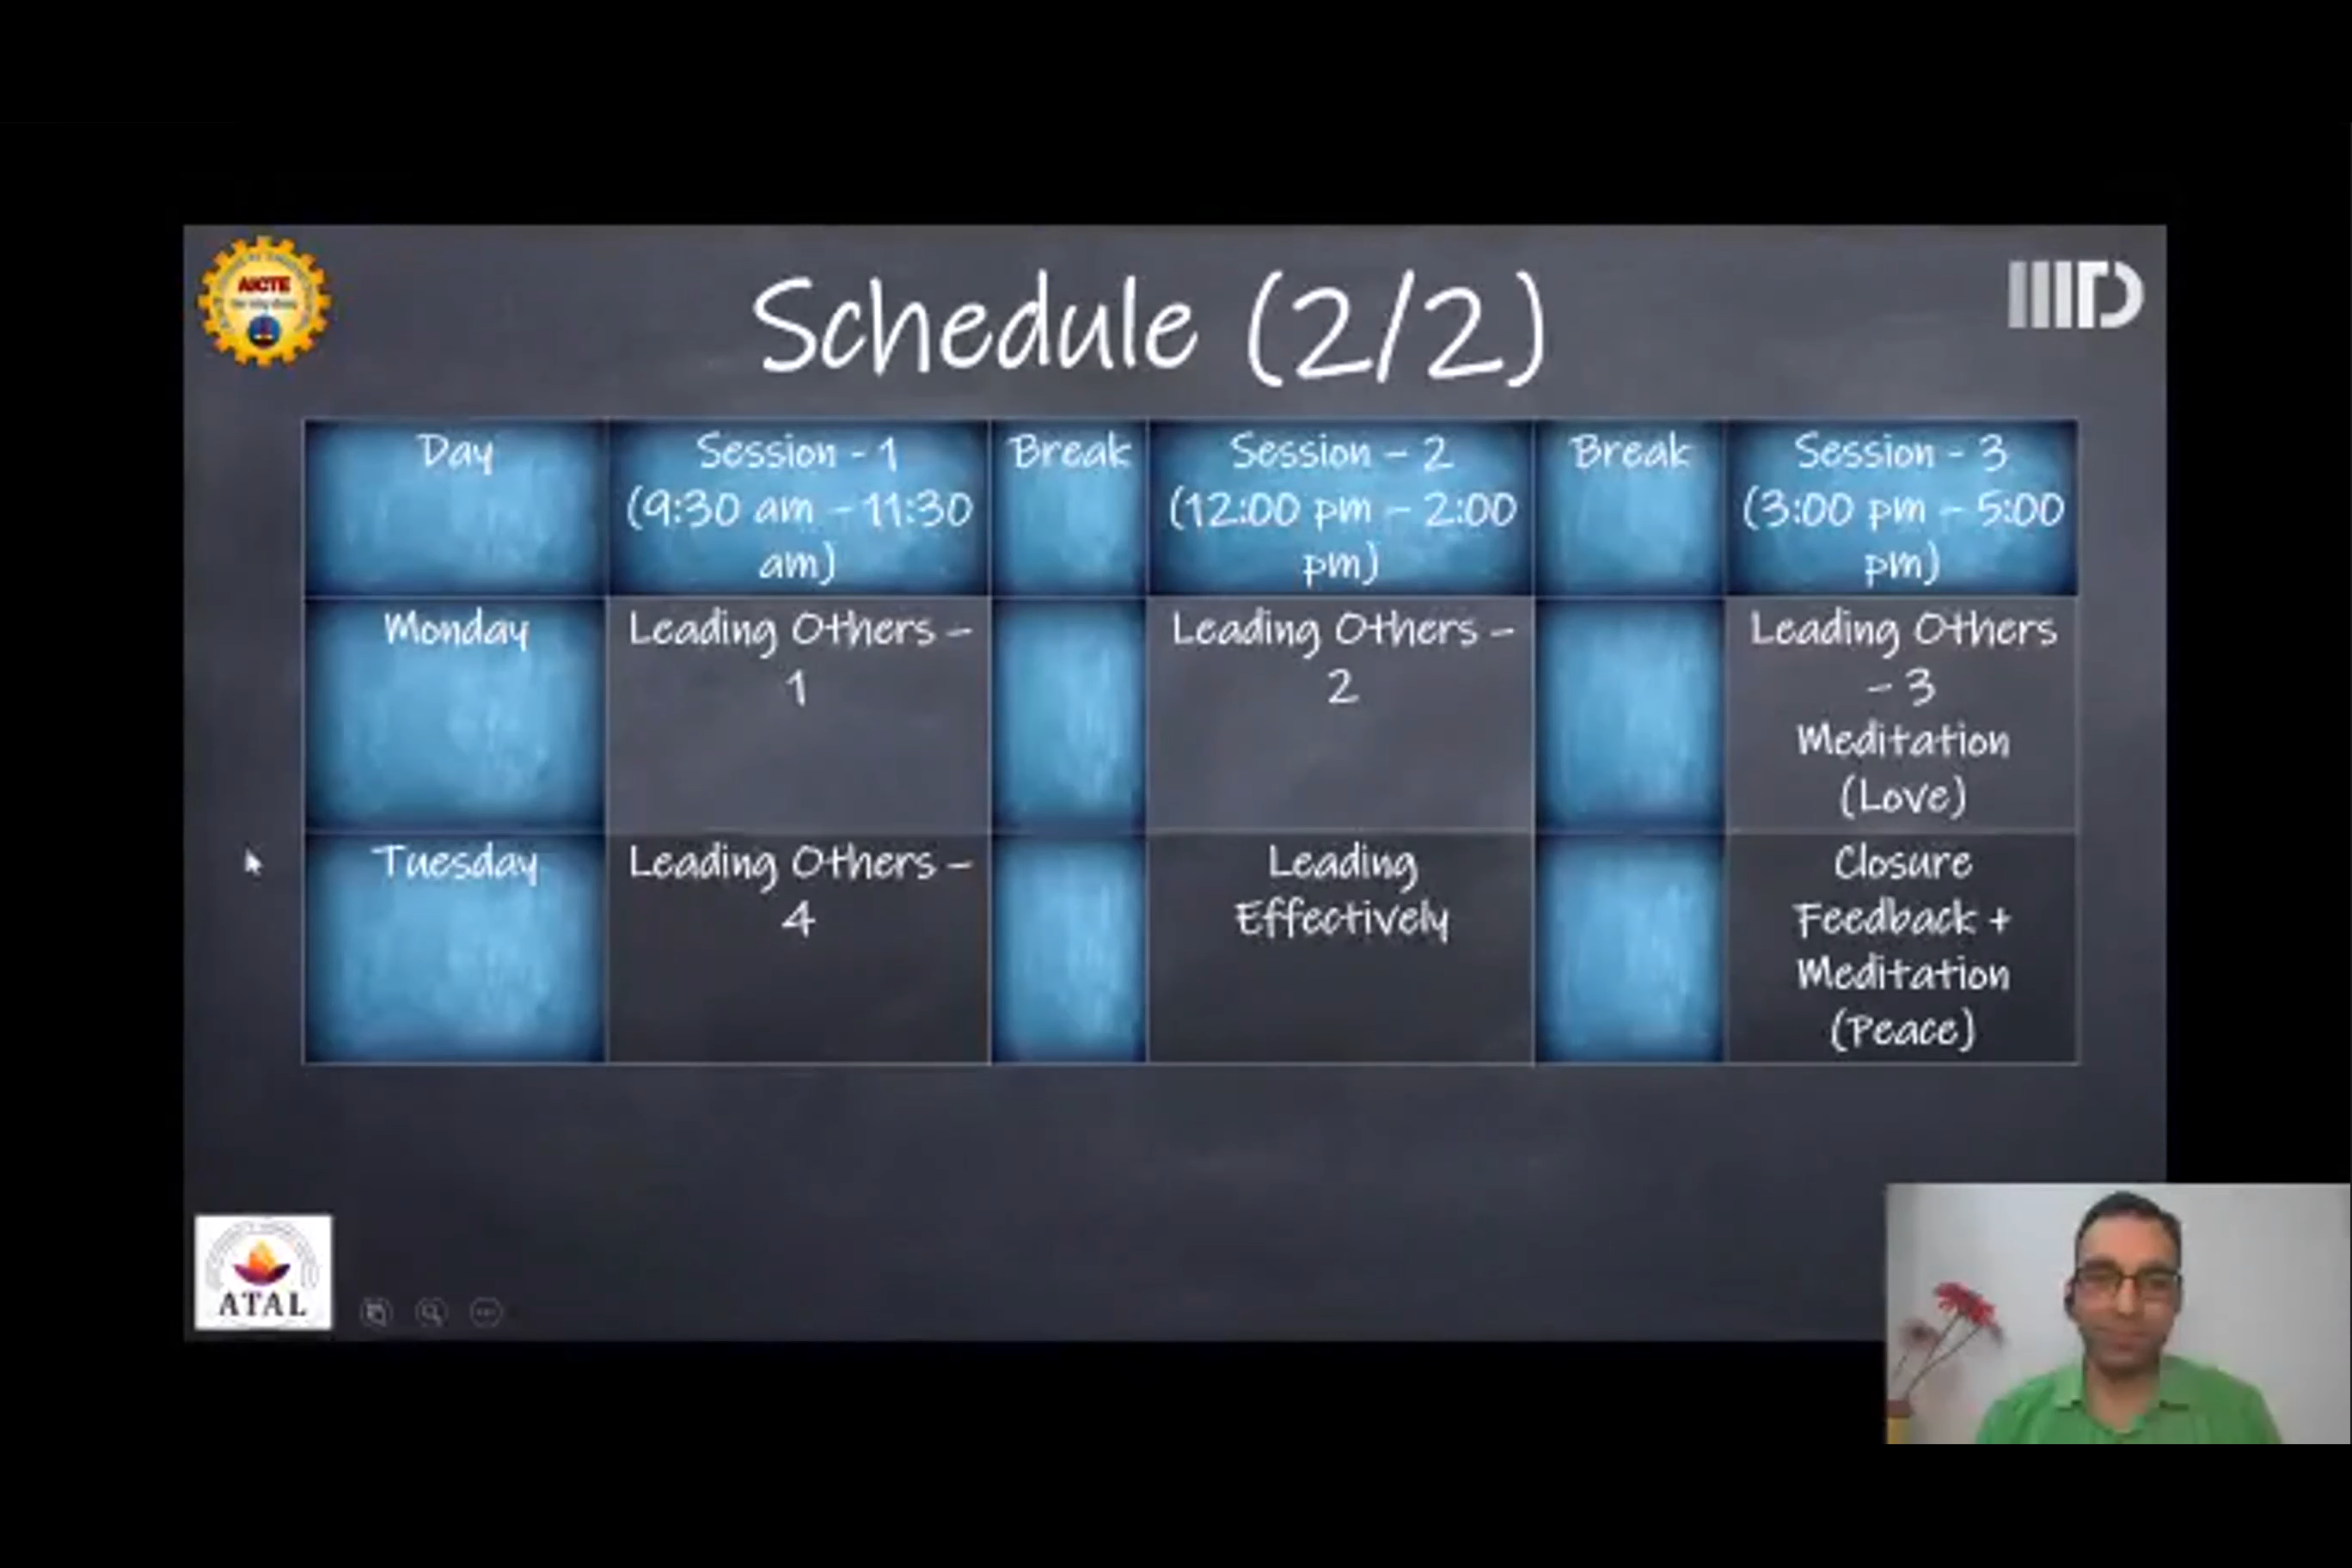 AICTE
Schedule (2/2)
Day
Session - 1
(9:30 am - 11:30
am)
Break
Session - 2
(12:00 pm - 2:00
pm)
Break
Session - 3
(3:00 pm - 5:00
pm)
Monday
Leading Others -
1
Leading Others -
2
Leading Others
- 3
Meditation
(Love)
Tuesday
Leading Others -
4
Leading
Effectively
Closure
Feedback +
Meditation
(Peace)
ATAL